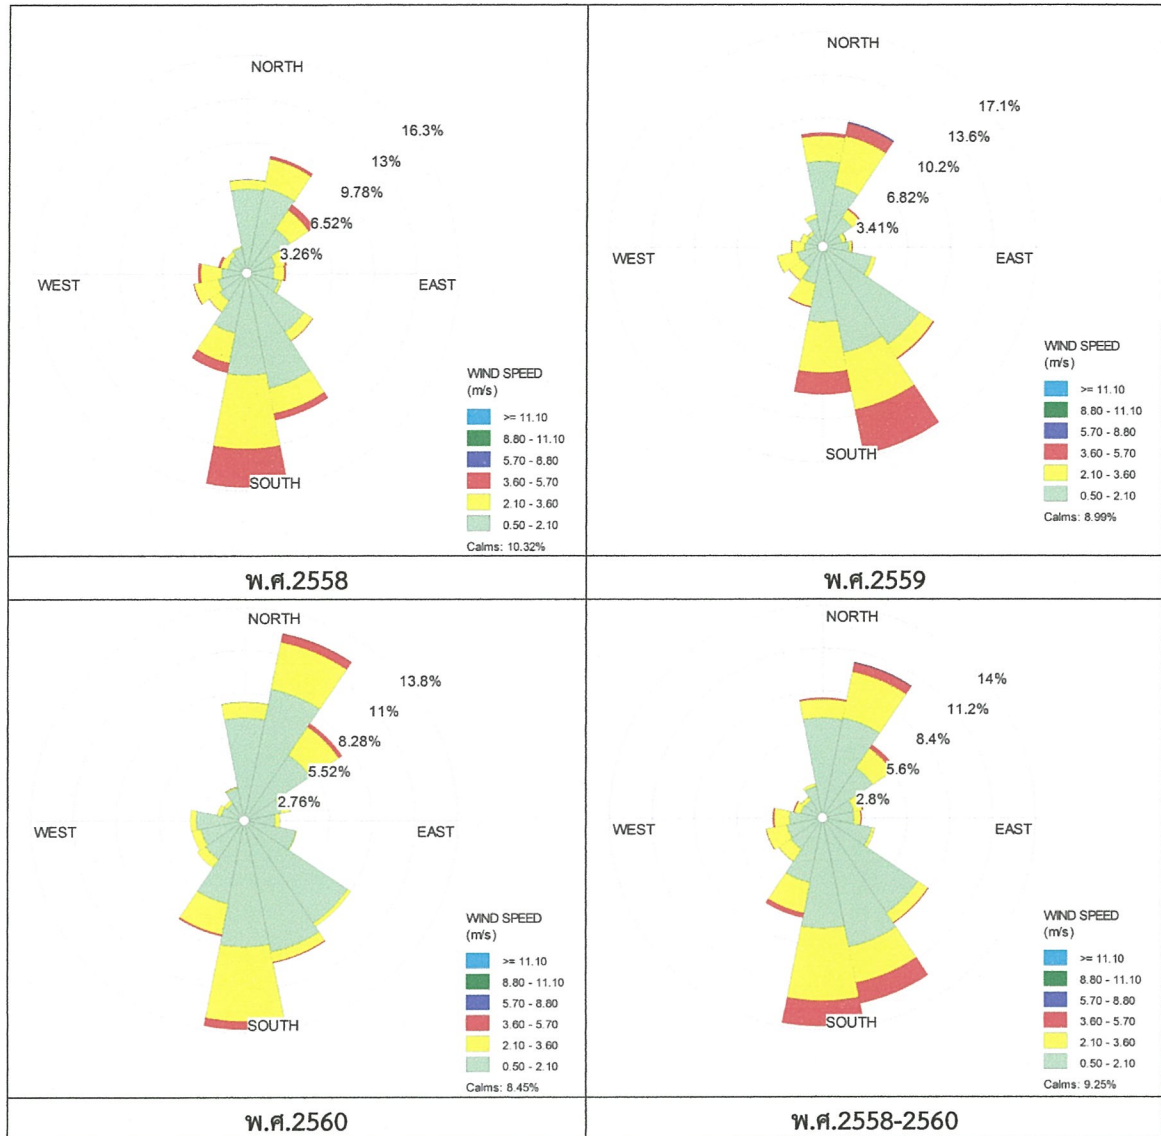 NORTH
16.3%
13%
9.78%
6.52%
3.26%
WEST
EAST
SOUTH
WIND SPEED
(m/s)
>= 11.10
8.80 - 11.10
5.70 - 8.80
3.60 - 5.70
2.10 - 3.60
0.50 - 2.10
Calms: 10.32%
พ.ศ.2558
NORTH
17.1%
13.6%
10.2%
6.82%
3.41%
WEST
EAST
SOUTH
WIND SPEED
(m/s)
>= 11.10
8.80 - 11.10
5.70 - 8.80
3.60 - 5.70
2.10 - 3.60
0.50 - 2.10
Calms: 8.99%
พ.ศ.2559
NORTH
13.8%
11%
8.28%
5.52%
2.76%
WEST
EAST
SOUTH
WIND SPEED
(m/s)
>= 11.10
8.80 - 11.10
5.70 - 8.80
3.60 - 5.70
2.10 - 3.60
0.50 - 2.10
Calms: 8.45%
พ.ศ.2560
NORTH
14%
11.2%
8.4%
5.6%
2.8%
WEST
EAST
SOUTH
WIND SPEED
(m/s)
>= 11.10
8.80 - 11.10
5.70 - 8.80
3.60 - 5.70
2.10 - 3.60
0.50 - 2.10
Calms: 9.25%
พ.ศ.2558-2560